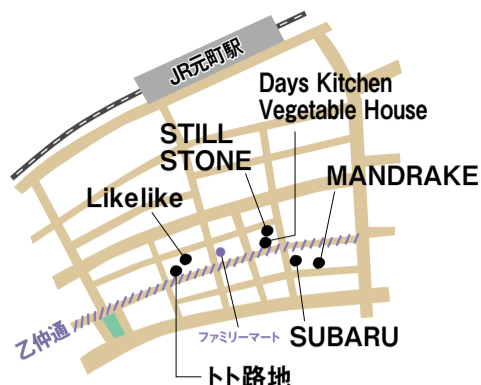 JR元町駅
Days Kitchen
Vegetable House
STILL
STONE
MANDRAKE
Likelike
乙仲通
ファミリーマート
SUBARU
トト路地